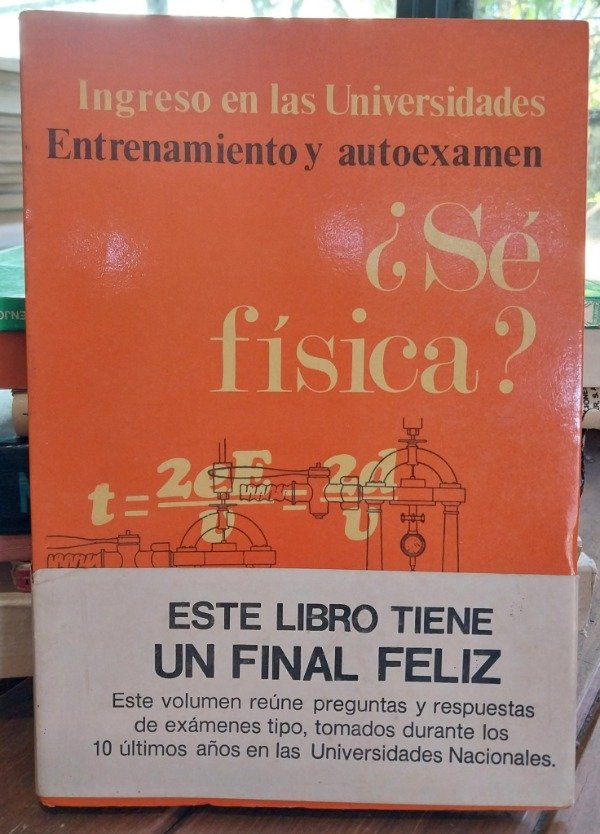 Ingreso en las Universidades
Entrenamiento y autoexamen
¿Sé
física?
ESTE LIBRO TIENE
UN FINAL FELIZ
Este volumen reúne preguntas y respuestas
de exámenes tipo, tomados durante los
10 últimos años en las Universidades Nacionales.